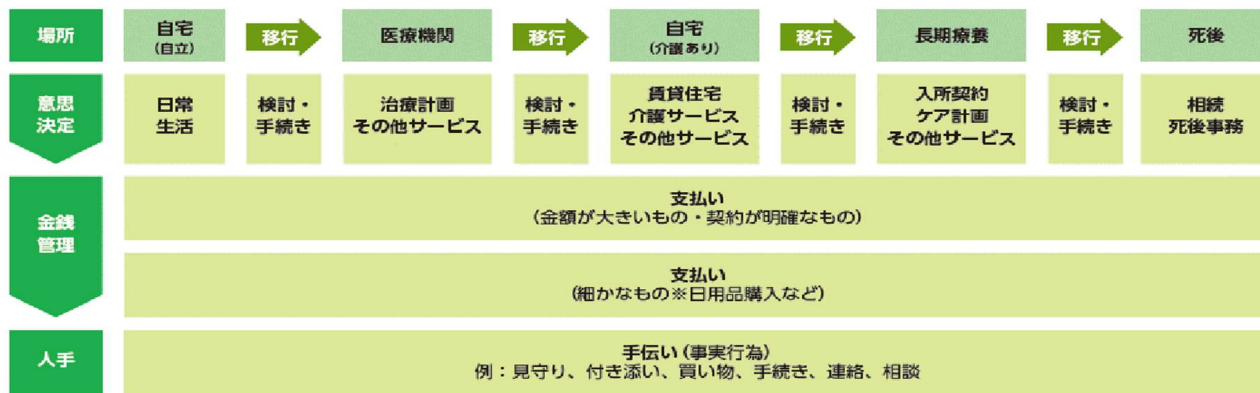 場所
自宅
(自立)
移行
医療機関
移行
自宅
(介護あり)
移行
長期療養
移行
死後
意思
決定
日常
生活
検討・
手続き
治療計画
その他サービス
検討・
手続き
賃貸住宅
介護サービス
その他サービス
検討・
手続き
入所契約
ケア計画
その他サービス
検討・
手続き
相続
死後事務
金銭
管理
支払い
(金額が大きいもの・契約が明確なもの)
支払い
(細かなもの※日用品購入など)
人手
手伝い(事実行為)
例：見守り、付き添い、買い物、手続き、連絡、相談